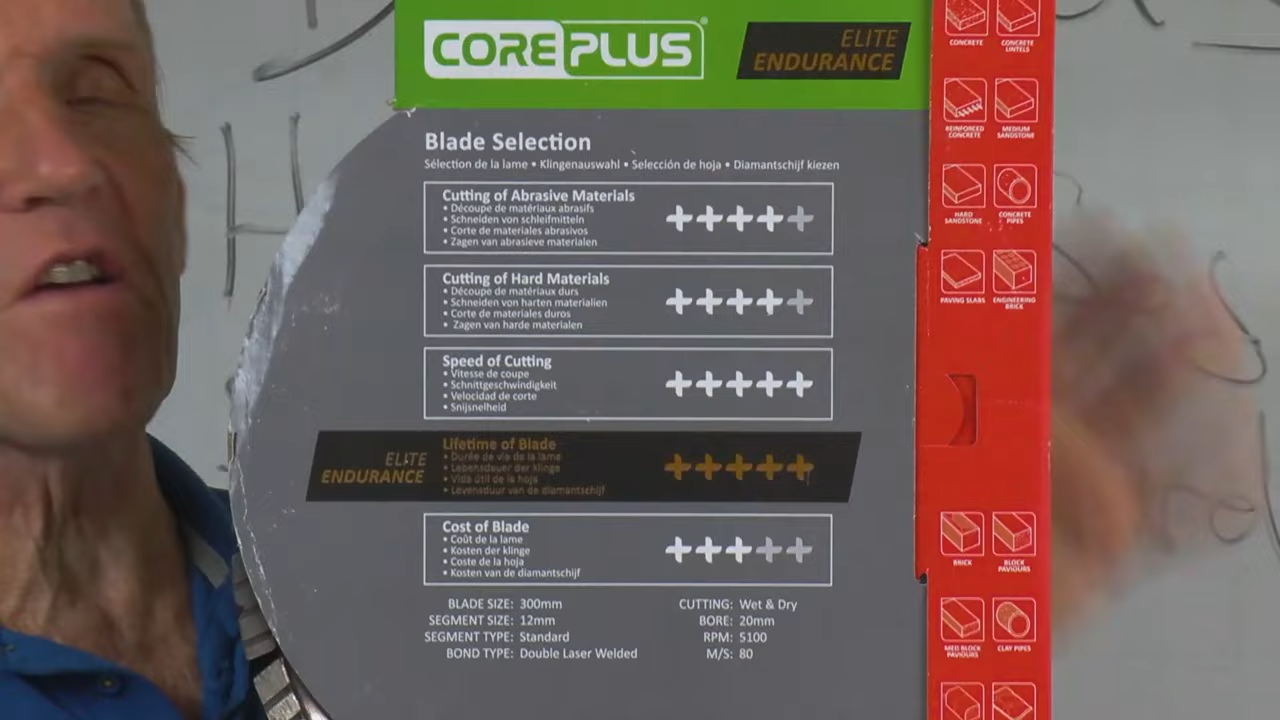 COREPLUS®
ELITE
ENDURANCE
Blade Selection
Sélection de la lame • Klingenauswahl • Selección de hoja • Diamantschijf kiezen
Cutting of Abrasive Materials
• Découpe de matériaux abrasifs
• Schneiden von schleifmitteln
• Corte de materiales abrasivos
• Zagen van abrasieve materialen
Cutting of Hard Materials
• Découpe de matériaux durs
• Schneiden von harten materialien
• Corte de materiales duros
• Zagen van harde materialen
Speed of Cutting
• Vitesse de coupe
• Schnittgeschwindigkeit
• Velocidad de corte
• Snijsnelheid
ELITE
ENDURANCE
Lifetime of Blade
• Durée de vie de la lame
• Lebensdauer der klinge
• Vida útil de la hoja
• Levensduur van de diamantschijf
Cost of Blade
• Coût de la lame
• Kosten der klinge
• Coste de la hoja
• Kosten van de diamantschijf
BLADE SIZE: 300mm
SEGMENT SIZE: 12mm
SEGMENT TYPE: Standard
BOND TYPE: Double Laser Welded
CUTTING: Wet & Dry
BORE: 20mm
RPM: 5100
M/S: 80
CONCRETE
CONCRETE
LINTELS
REINFORCED
CONCRETE
MEDIUM
SANDSTONE
HARD
SANDSTONE
CONCRETE
PIPES
PAVING SLABS
ENGINEERING
BRICK
BRICK
BLOCK
PAVIOURS
MED BLOCK
PAVIOURS
CLAY PIPES